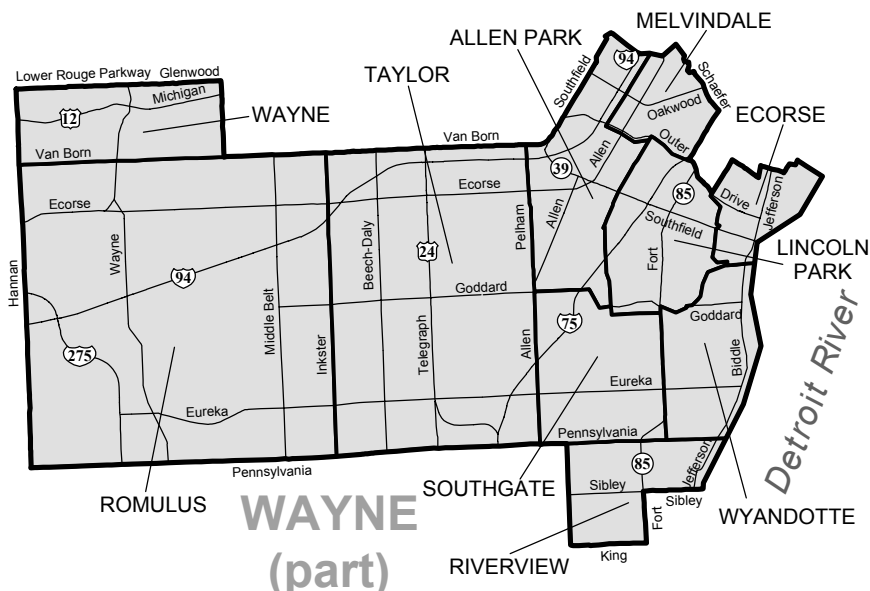 MELVINDALE
ALLEN PARK
TAYLOR
Lower Rouge Parkway Glenwood
94
Southfield
Schaefer
Michigan
12
WAYNE
Oakwood
ECORSE
Van Born
Van Born
Outer
Allen
39
Ecorse
85
Drive
Jefferson
Ecorse
Allen
Southfield
Wayne
Beech-Daly
Pelham
24
Fort
LINCOLN
PARK
Hannan
94
Goddard
Middle Belt
Goddard
75
275
Inkster
Telegraph
Allen
Biddle
Detroit River
Eureka
Eureka
Pennsylvania
Pennsylvania
85
Jefferson
ROMULUS
SOUTHGATE
Sibley
Sibley
Fort
WYANDOTTE
WAYNE
(part)
RIVERVIEW
King